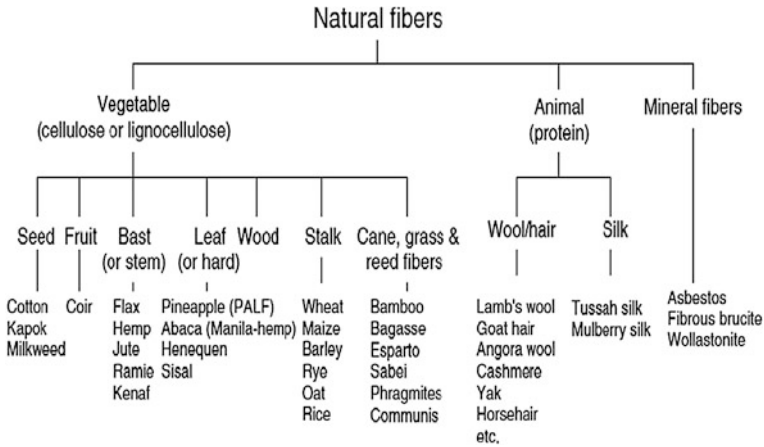 Natural fibers
Vegetable
(cellulose or lignocellulose)
Animal
(protein)
Mineral fibers
Seed
Fruit
Bast
(or stem)
Leaf
(or hard)
Wood
Stalk
Cane, grass &
reed fibers
Wool/hair
Silk
Cotton
Kapok
Milkweed
Coir
Flax
Hemp
Jute
Ramie
Kenaf
Pineapple (PALF)
Abaca (Manila-hemp)
Henequen
Sisal
Wheat
Maize
Barley
Rye
Oat
Rice
Bamboo
Bagasse
Esparto
Sabei
Phragmites
Communis
Lamb's wool
Goat hair
Angora wool
Cashmere
Yak
Horsehair
etc.
Tussah silk
Mulberry silk
Asbestos
Fibrous brucite
Wollastonite